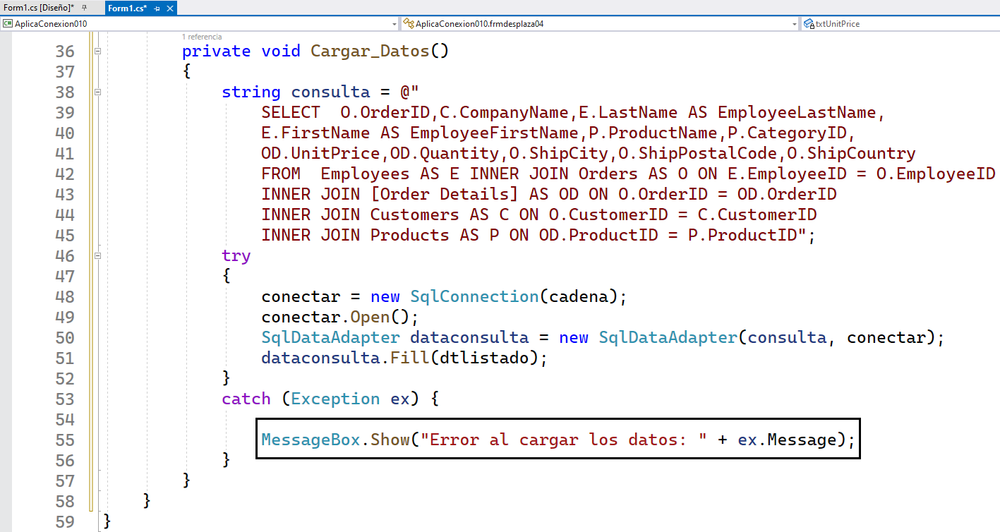 Form1.cs [Diseño]*
Form1.cs*
C# AplicaConexion010
AplicaConexion010.frmdesplaza04
txtUnitPrice
1 referencia
36 private void Cargar_Datos()
37 {
38 string consulta = @"
39 SELECT  O.OrderID,C.CompanyName,E.LastName AS EmployeeLastName,
40 E.FirstName AS EmployeeFirstName,P.ProductName,P.CategoryID,
41 OD.UnitPrice,OD.Quantity,O.ShipCity,O.ShipPostalCode,O.ShipCountry
42 FROM  Employees AS E INNER JOIN Orders AS O ON E.EmployeeID = O.EmployeeID
43 INNER JOIN [Order Details] AS OD ON O.OrderID = OD.OrderID
44 INNER JOIN Customers AS C ON O.CustomerID = C.CustomerID
45 INNER JOIN Products AS P ON OD.ProductID = P.ProductID";
46 try
47 {
48 conectar = new SqlConnection(cadena);
49 conectar.Open();
50 SqlDataAdapter dataconsulta = new SqlDataAdapter(consulta, conectar);
51 dataconsulta.Fill(dtlistado);
52 }
53 catch (Exception ex) {
54
55 MessageBox.Show("Error al cargar los datos: " + ex.Message);
56 }
57 }
58 }
59 }